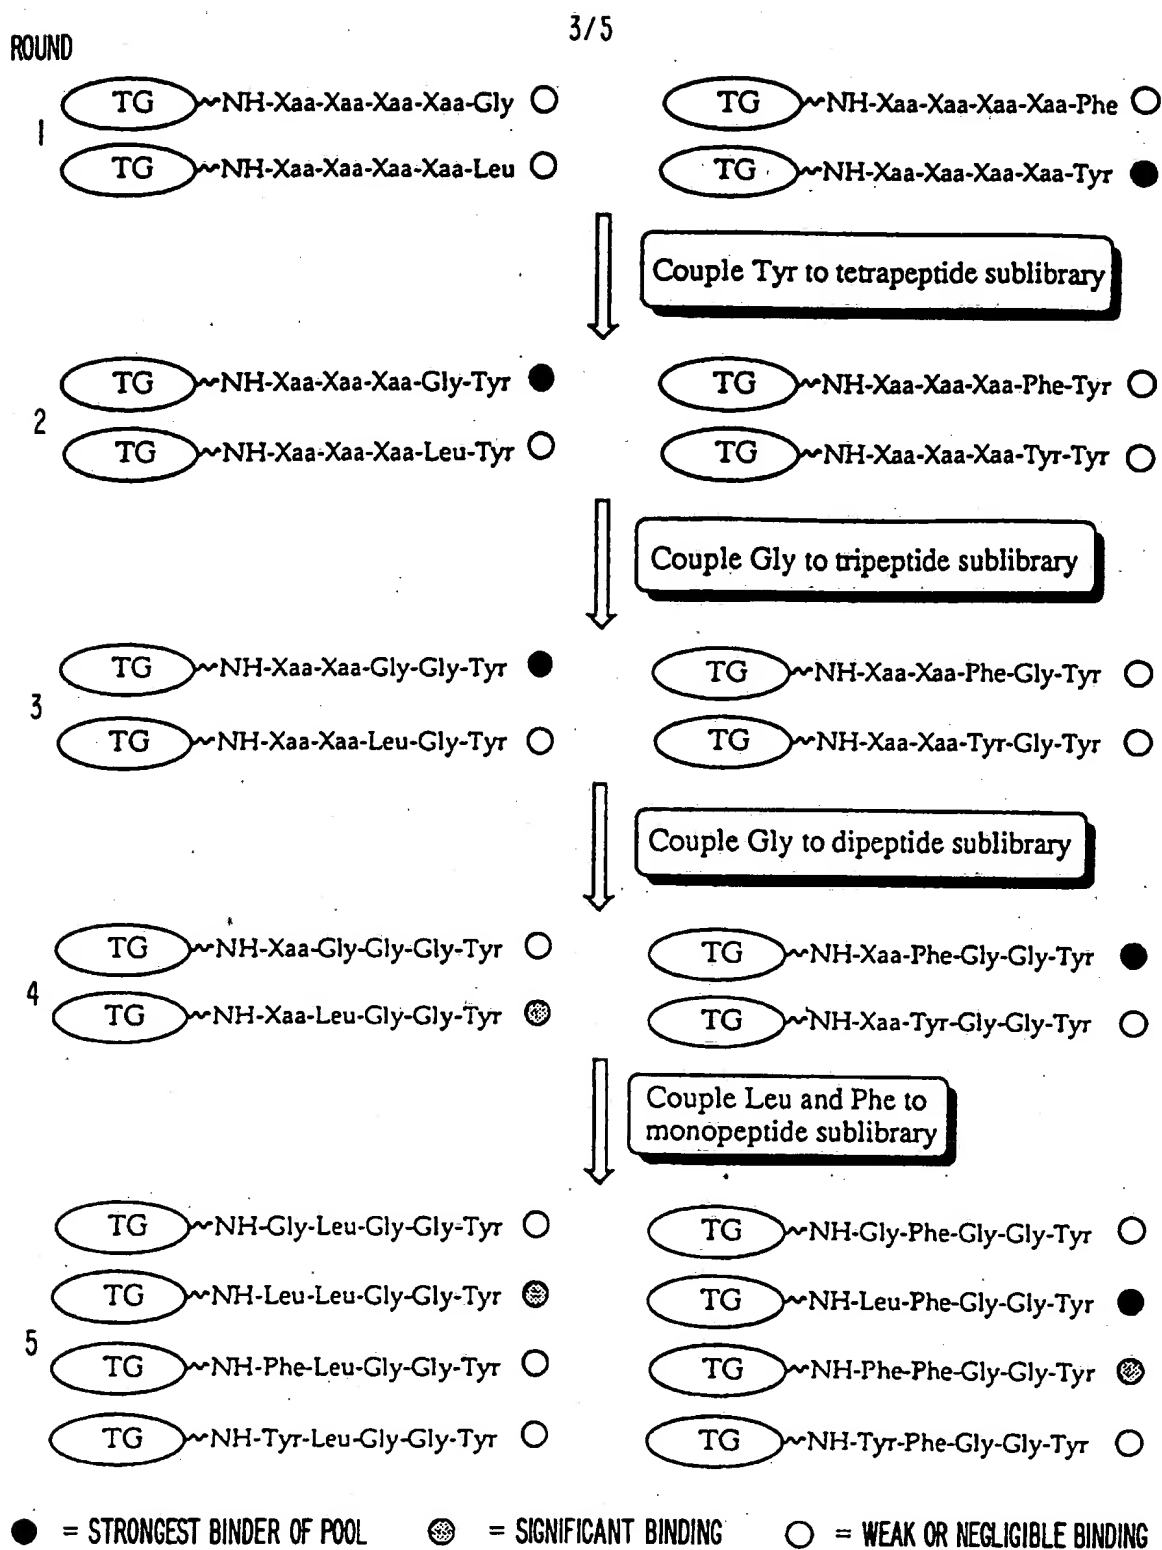 3/5
ROUND
1
TG ~NH-Xaa-Xaa-Xaa-Xaa-Gly
TG ~NH-Xaa-Xaa-Xaa-Xaa-Phe
TG ~NH-Xaa-Xaa-Xaa-Xaa-Leu
TG ~NH-Xaa-Xaa-Xaa-Xaa-Tyr
Couple Tyr to tetrapeptide sublibrary
2
TG ~NH-Xaa-Xaa-Xaa-Gly-Tyr
TG ~NH-Xaa-Xaa-Xaa-Phe-Tyr
TG ~NH-Xaa-Xaa-Xaa-Leu-Tyr
TG ~NH-Xaa-Xaa-Xaa-Tyr-Tyr
Couple Gly to tripeptide sublibrary
3
TG ~NH-Xaa-Xaa-Gly-Gly-Tyr
TG ~NH-Xaa-Xaa-Phe-Gly-Tyr
TG ~NH-Xaa-Xaa-Leu-Gly-Tyr
TG ~NH-Xaa-Xaa-Tyr-Gly-Tyr
Couple Gly to dipeptide sublibrary
4
TG ~NH-Xaa-Gly-Gly-Gly-Tyr
TG ~NH-Xaa-Phe-Gly-Gly-Tyr
TG ~NH-Xaa-Leu-Gly-Gly-Tyr
TG ~NH-Xaa-Tyr-Gly-Gly-Tyr
Couple Leu and Phe to
monopeptide sublibrary
5
TG ~NH-Gly-Leu-Gly-Gly-Tyr
TG ~NH-Gly-Phe-Gly-Gly-Tyr
TG ~NH-Leu-Leu-Gly-Gly-Tyr
TG ~NH-Leu-Phe-Gly-Gly-Tyr
TG ~NH-Phe-Leu-Gly-Gly-Tyr
TG ~NH-Phe-Phe-Gly-Gly-Tyr
TG ~NH-Tyr-Leu-Gly-Gly-Tyr
TG ~NH-Tyr-Phe-Gly-Gly-Tyr
= STRONGEST BINDER OF POOL = SIGNIFICANT BINDING = WEAK OR NEGLIGIBLE BINDING